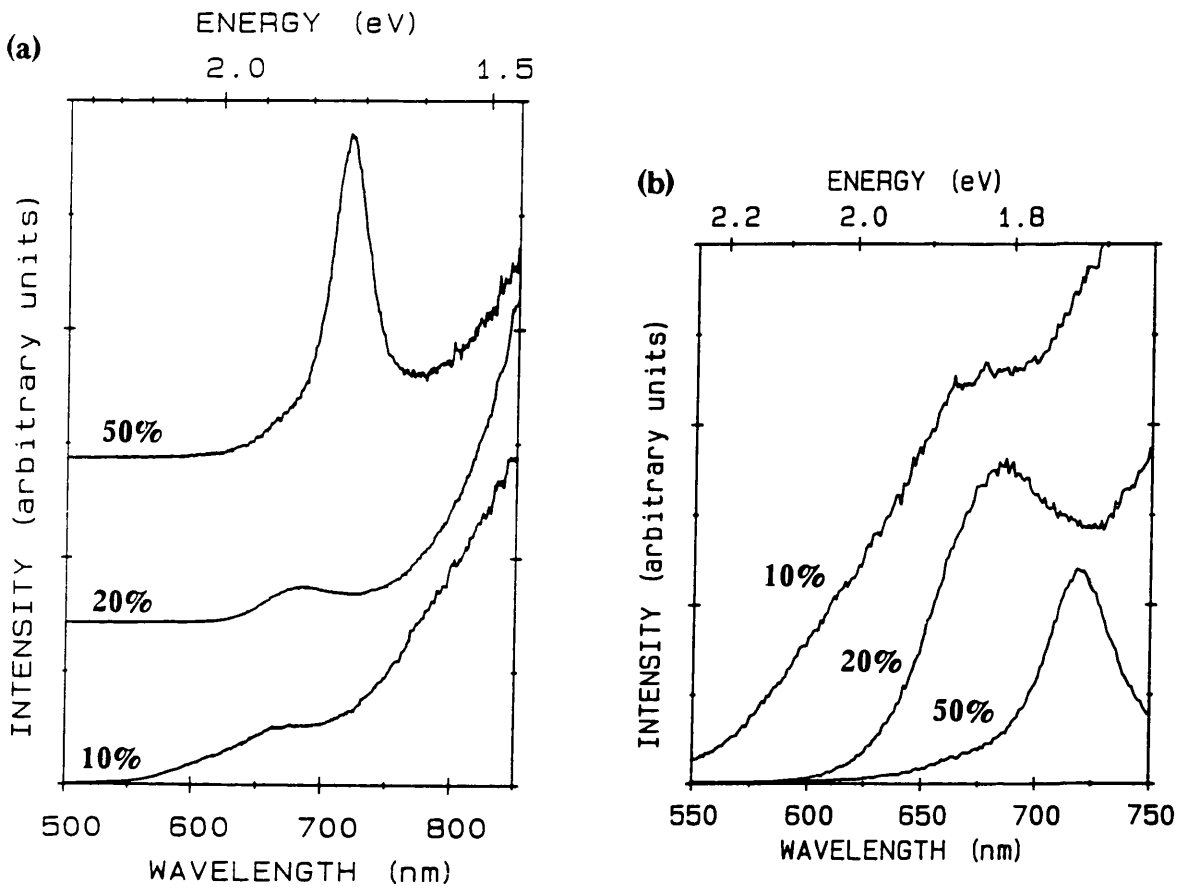 (a)
ENERGY (eV)
2.0 1.5
INTENSITY (arbitrary units)
50%
20%
10%
500 600 700 800
WAVELENGTH (nm)
(b)
ENERGY (eV)
2.2 2.0 1.8
INTENSITY (arbitrary units)
10%
20%
50%
550 600 650 700 750
WAVELENGTH (nm)